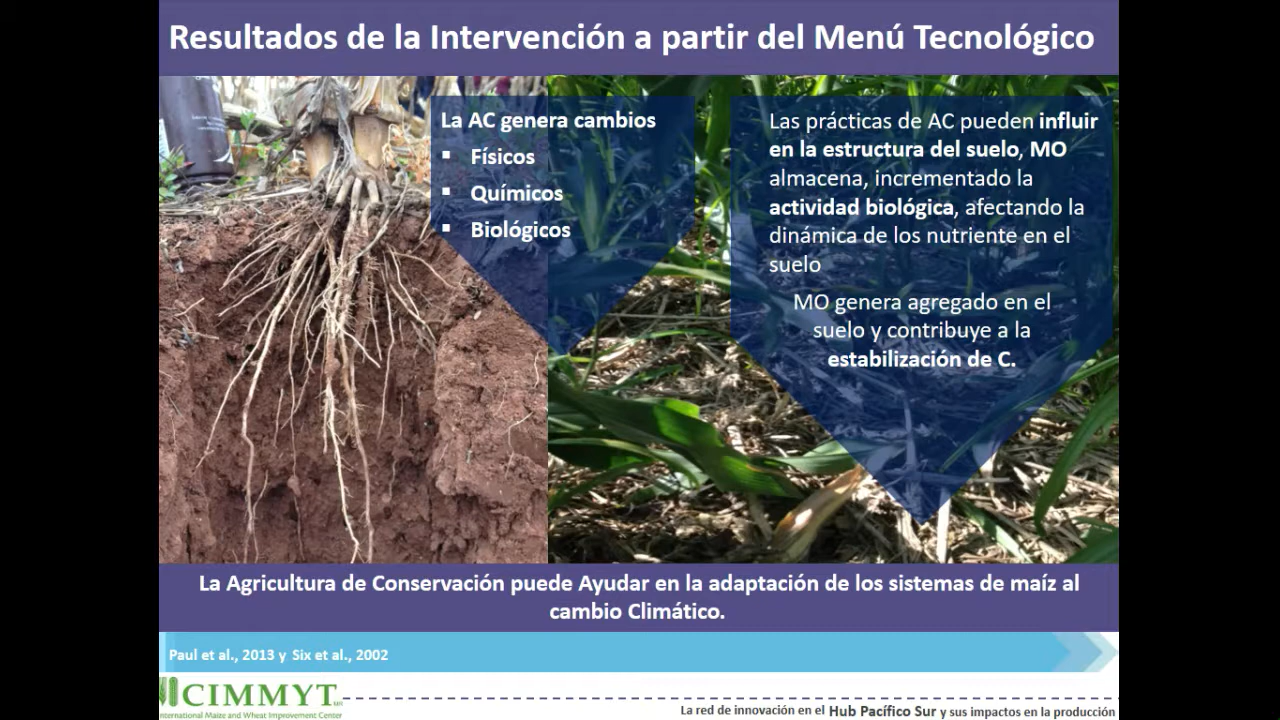 Resultados de la Intervención a partir del Menú Tecnológico
La AC genera cambios
▪ Físicos
▪ Químicos
▪ Biológicos
Las prácticas de AC pueden influir
en la estructura del suelo, MO
almacena, incrementado la
actividad biológica, afectando la
dinámica de los nutriente en el
suelo
MO genera agregado en el
suelo y contribuye a la
estabilización de C.
La Agricultura de Conservación puede Ayudar en la adaptación de los sistemas de maíz al
cambio Climático.
Paul et al., 2013 y Six et al., 2002
CIMMYT
International Maize and Wheat Improvement Center
La red de innovación en el Hub Pacífico Sur y sus impactos en la producción